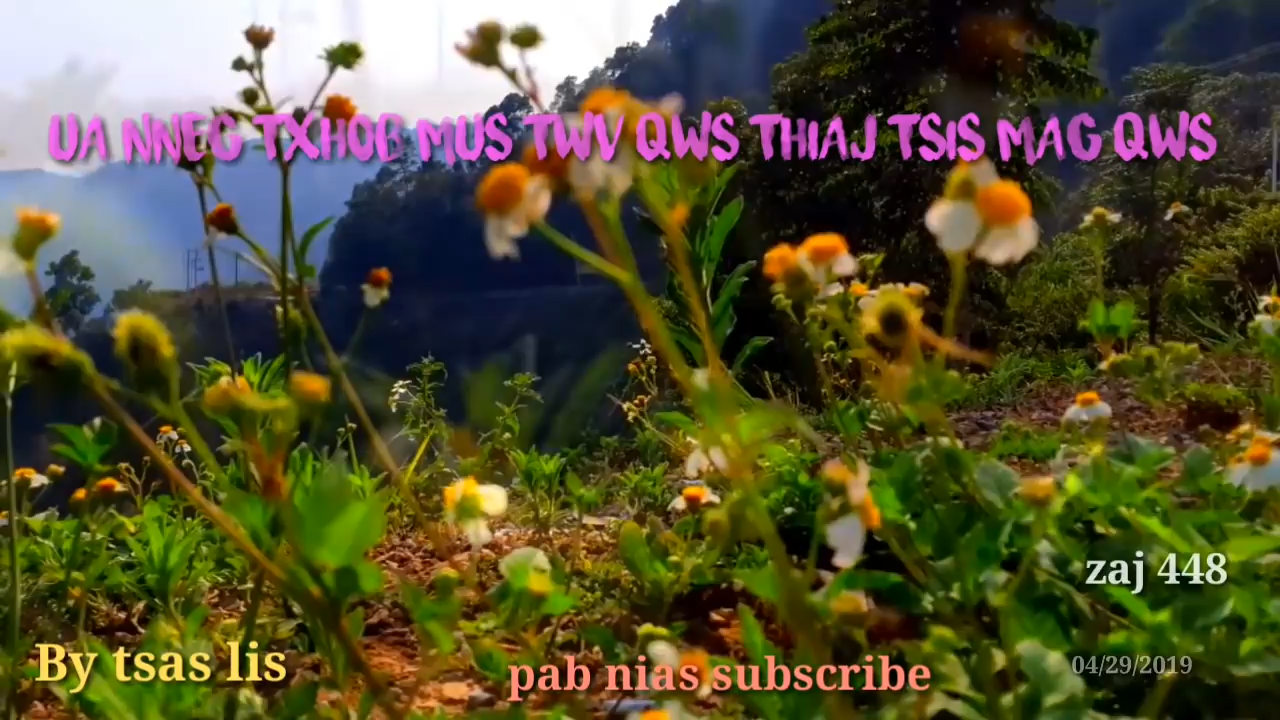 UA NNEG TXHOB MUS TWV QWS THIAJ TSIS MAG QWS
zaj 448
By tsas lis
pab nias subscribe
04/29/2019